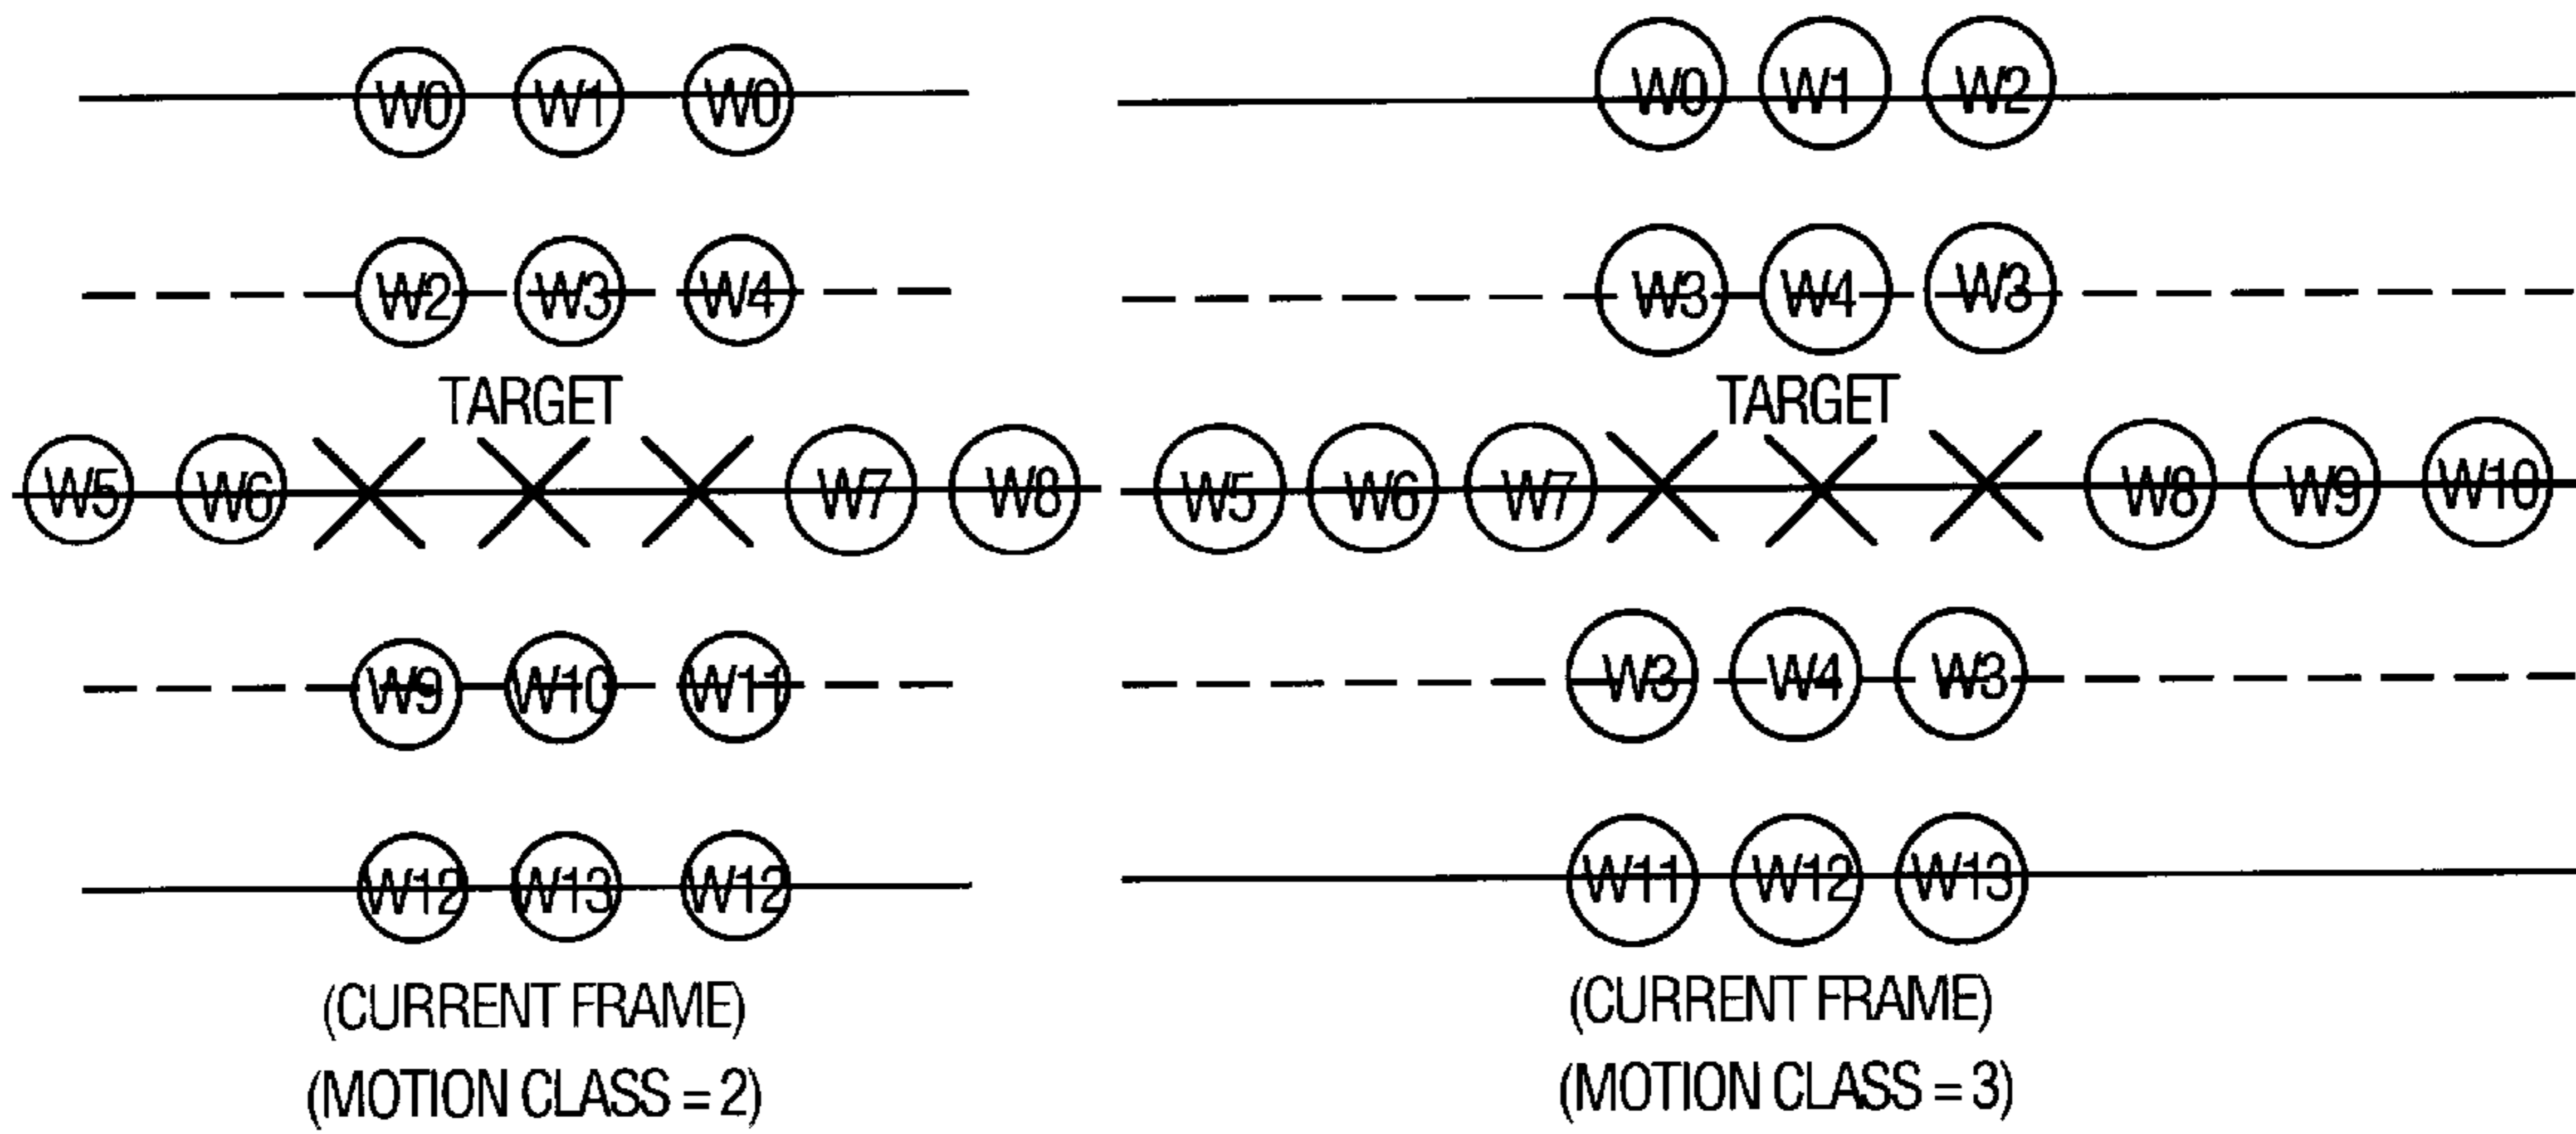 W0 W1 W0
W2 W3 W4
TARGET
W5 W6 W7 W8
W9 W10 W11
W12 W13 W12
(CURRENT FRAME)
(MOTION CLASS = 2)
W0 W1 W2
W3 W4 W3
TARGET
W5 W6 W7 W8 W9 W10
W3 W4 W3
W11 W12 W13
(CURRENT FRAME)
(MOTION CLASS = 3)